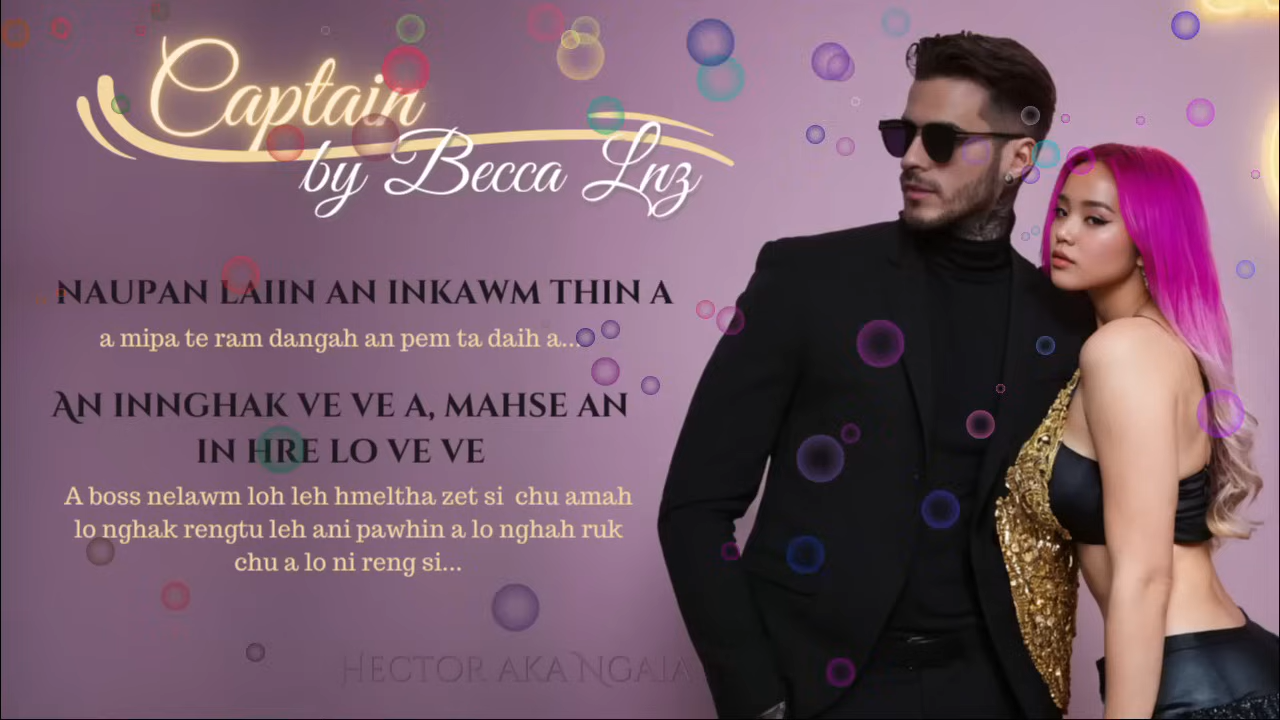 Captain
by Becca Lnz
NAUPAN LAIIN AN INKAWM THIN A
a mipa te ram dangah an pem ta daih a...
AN INNGHAK VE VE A, MAHSE AN
IN HRE LO VE VE
A boss nelawm loh leh hmeltha zet si chu amah
lo nghak rengtu leh ani pawhin a lo nghah ruk
chu a lo ni reng si...
HECTOR AKA NGAIA